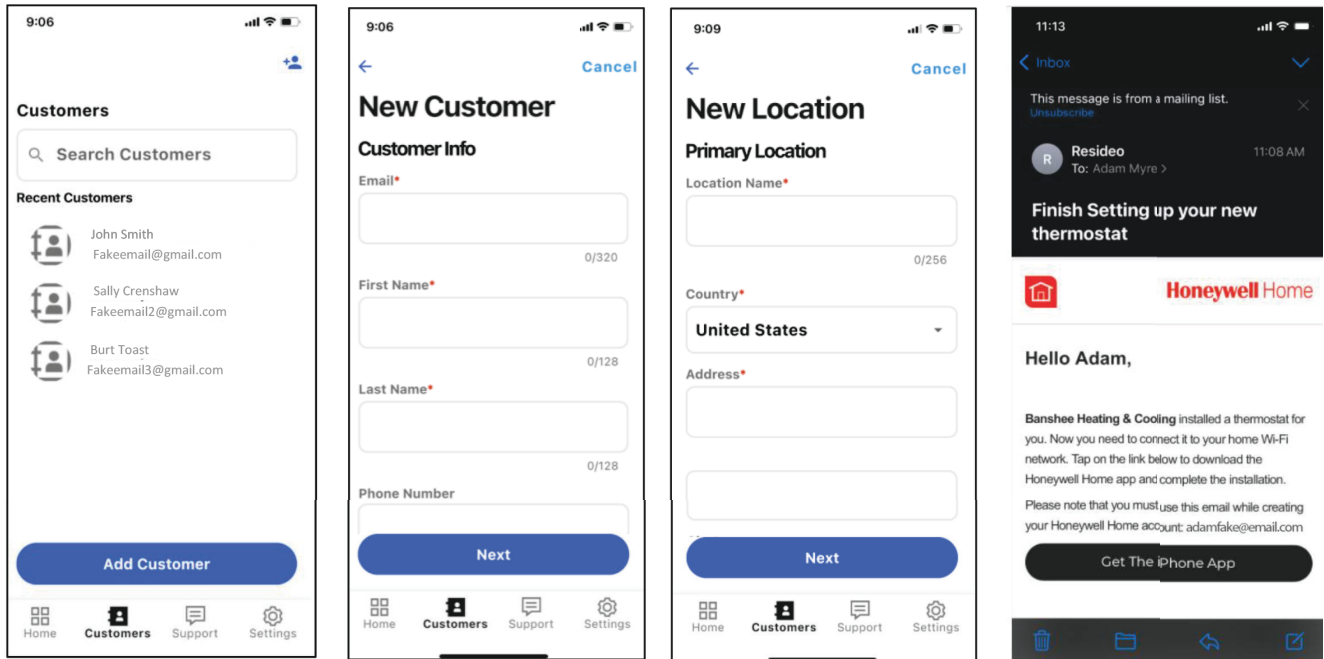 9:06
Customers
Search Customers
Recent Customers
John Smith
Fakeemail@gmail.com
Sally Crenshaw
Fakeemail2@gmail.com
Burt Toast
Fakeemail3@gmail.com
Add Customer
Home
Customers
Support
Settings
9:06
Cancel
New Customer
Customer Info
Email*
0/320
First Name*
0/128
Last Name*
0/128
Phone Number
Next
Home
Customers
Support
Settings
9:09
Cancel
New Location
Primary Location
Location Name*
0/256
Country*
United States
Address*
Next
Home
Customers
Support
Settings
11:13
Inbox
This message is from a mailing list.
Unsubscribe
R
Resideo
11:08 AM
To: Adam Myre >
Finish Setting up your new
thermostat
Honeywell Home
Hello Adam,
Banshee Heating & Cooling installed a thermostat for
you. Now you need to connect it to your home Wi-Fi
network. Tap on the link below to download the
Honeywell Home app and complete the installation.
Please note that you must use this email while creating
your Honeywell Home account: adamfake@email.com
Get The iPhone App